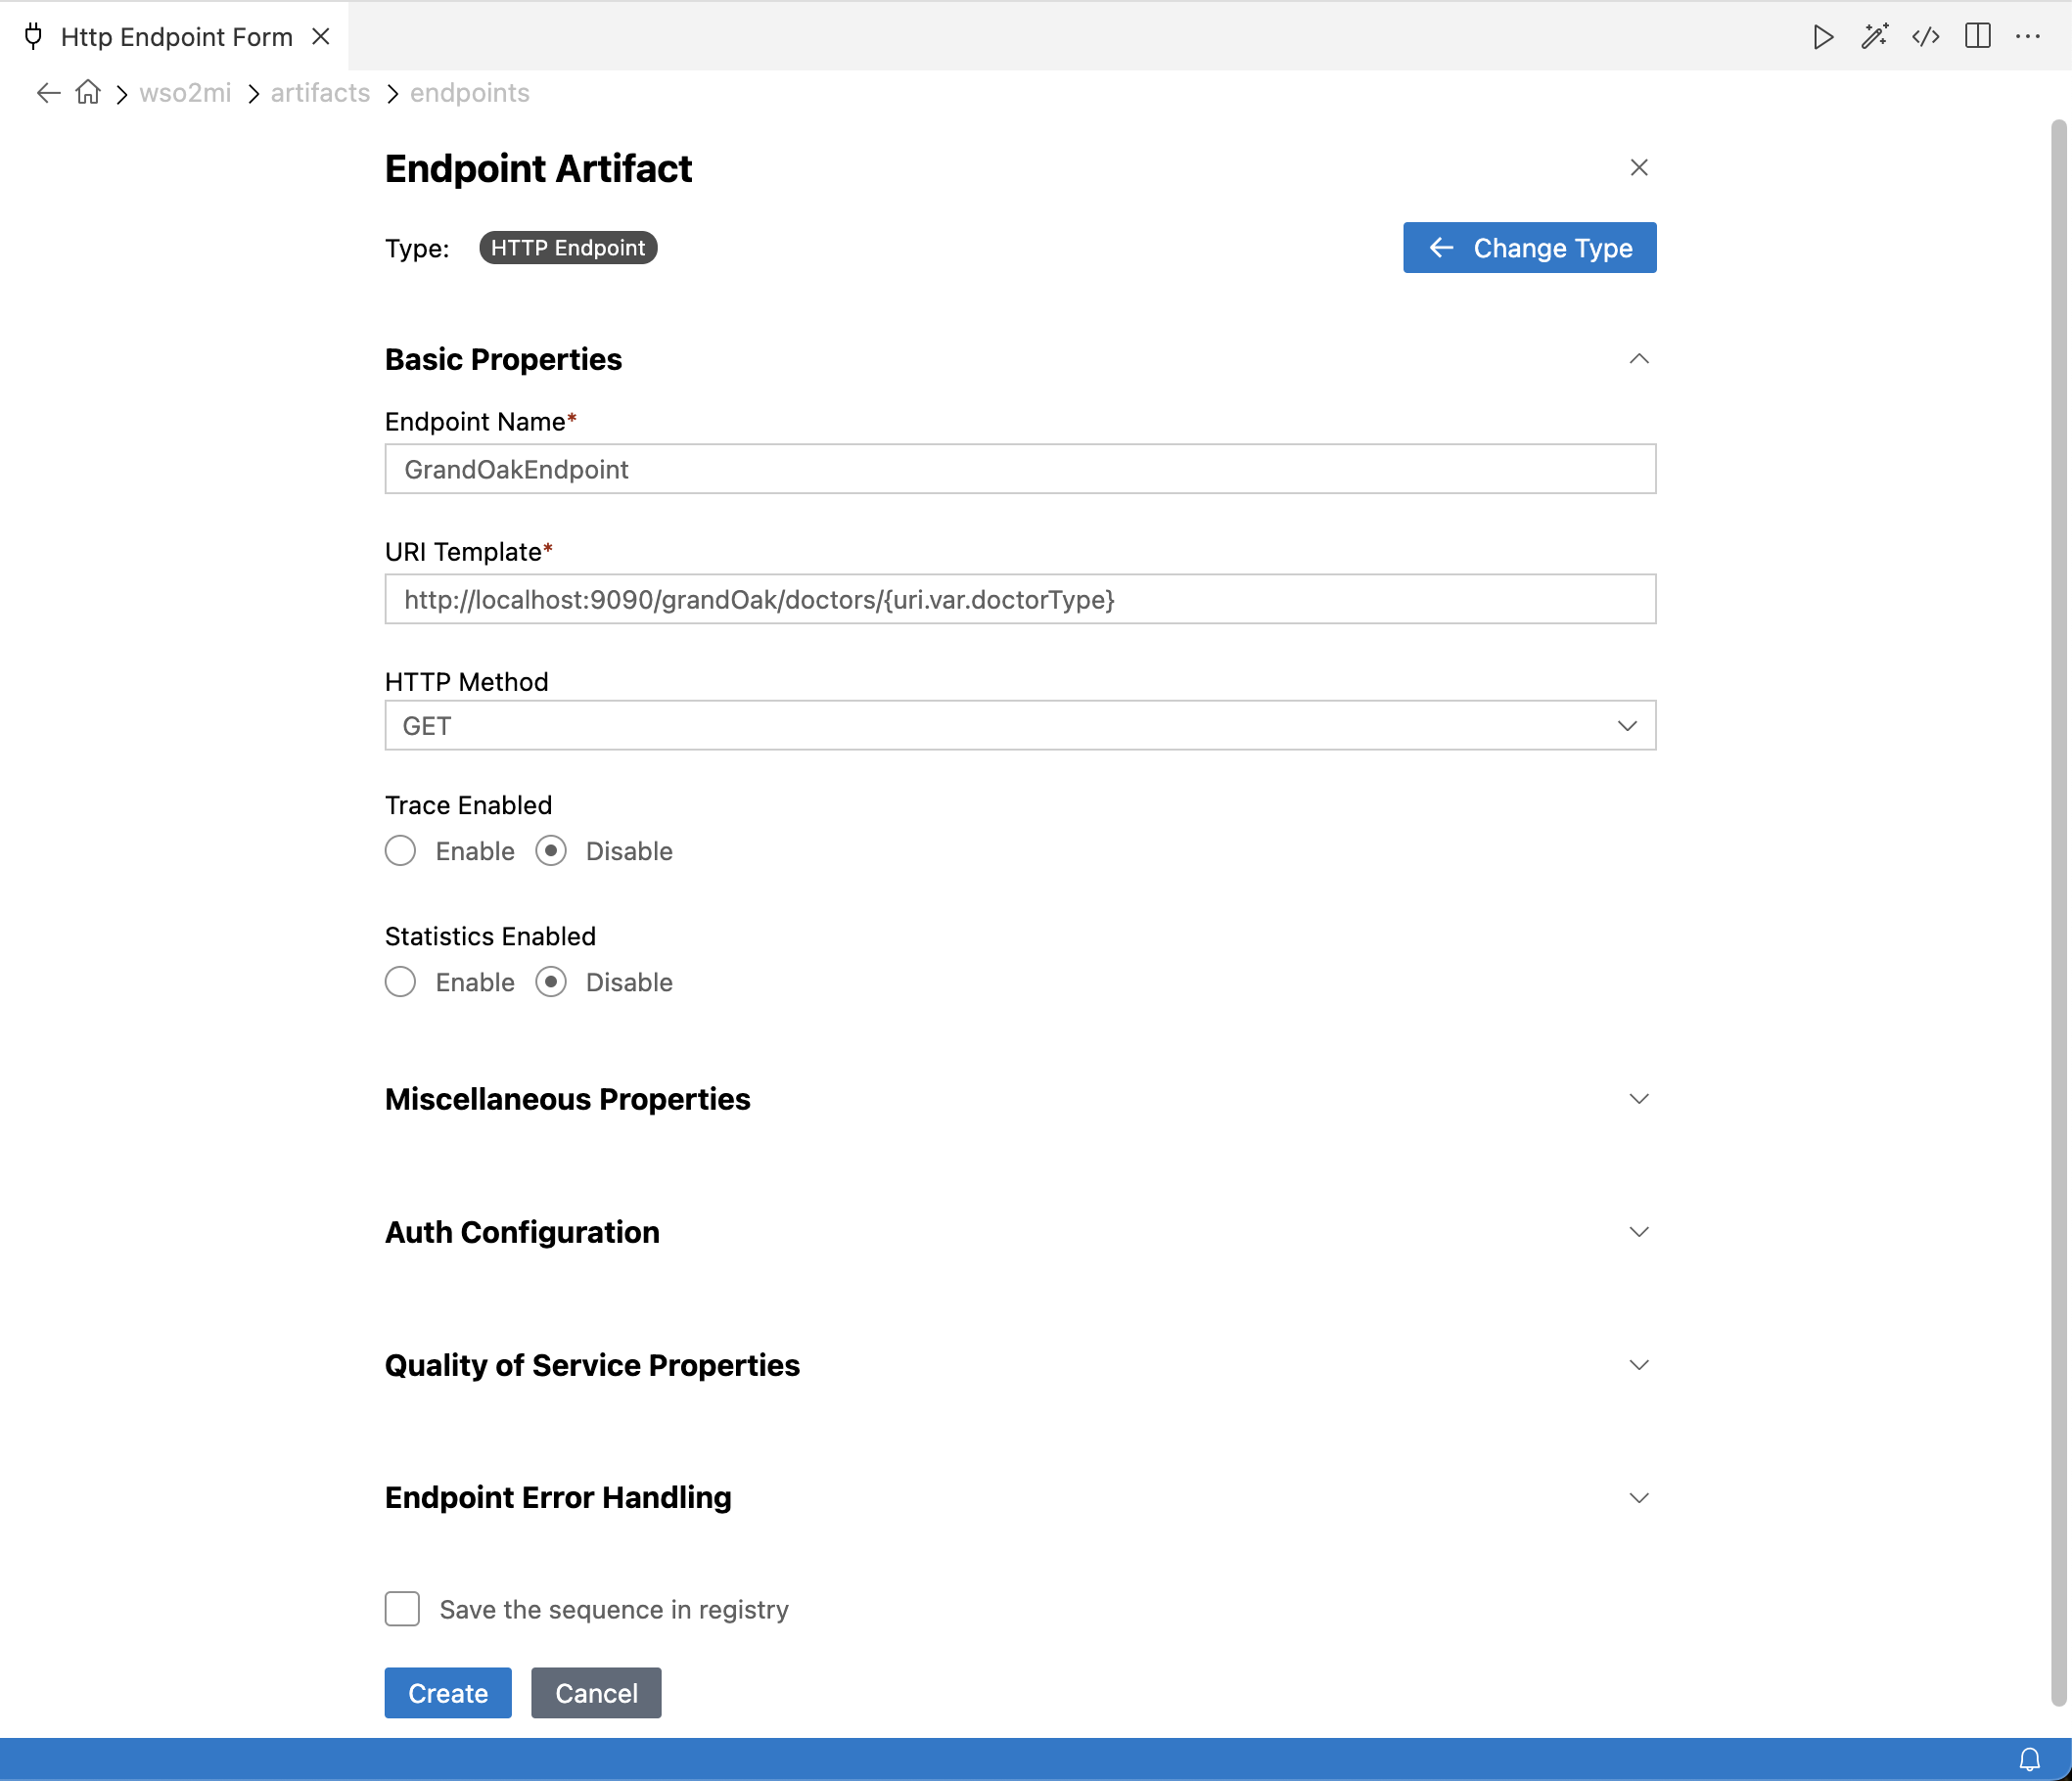 Http Endpoint Form
wso2mi > artifacts > endpoints
Endpoint Artifact
Type: HTTP Endpoint
Change Type
Basic Properties
Endpoint Name*
GrandOakEndpoint
URI Template*
http://localhost:9090/grandOak/doctors/{uri.var.doctorType}
HTTP Method
GET
Trace Enabled
Enable Disable
Statistics Enabled
Enable Disable
Miscellaneous Properties
Auth Configuration
Quality of Service Properties
Endpoint Error Handling
Save the sequence in registry
Create Cancel